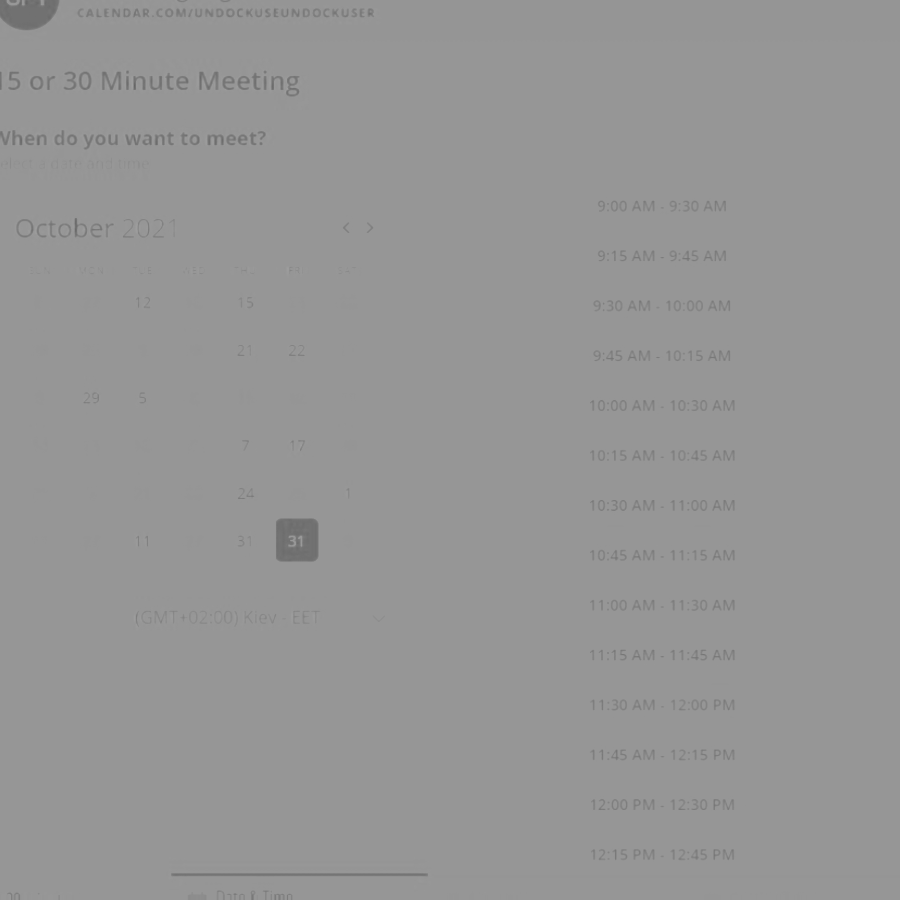 CALENDAR.COM/UNDOCKUSEUNDOCKUSER
15 or 30 Minute Meeting
When do you want to meet?
Select a date and time
October 2021
12 15
21 22
29 5
7 17
24 1
11 31 31
(GMT+02:00) Kiev - EET
9:00 AM - 9:30 AM
9:15 AM - 9:45 AM
9:30 AM - 10:00 AM
9:45 AM - 10:15 AM
10:00 AM - 10:30 AM
10:15 AM - 10:45 AM
10:30 AM - 11:00 AM
10:45 AM - 11:15 AM
11:00 AM - 11:30 AM
11:15 AM - 11:45 AM
11:30 AM - 12:00 PM
11:45 AM - 12:15 PM
12:00 PM - 12:30 PM
12:15 PM - 12:45 PM
Date & Time